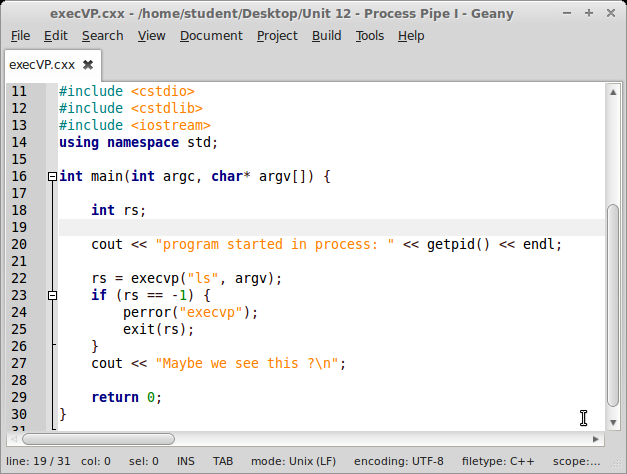 execVP.cxx - /home/student/Desktop/Unit 12 - Process Pipe I - Geany
File Edit Search View Document Project Build Tools Help
execVP.cxx
11 #include <cstdio>
12 #include <cstdlib>
13 #include <iostream>
14 using namespace std;
15
16 int main(int argc, char* argv[]) {
17
18 int rs;
19
20 cout << "program started in process: " << getpid() << endl;
21
22 rs = execvp("ls", argv);
23 if (rs == -1) {
24 perror("execvp");
25 exit(rs);
26 }
27 cout << "Maybe we see this ?\n";
28
29 return 0;
30 }
31
line: 19 / 31 col: 0 sel: 0 INS TAB mode: Unix (LF) encoding: UTF-8 filetype: C++ scope:...